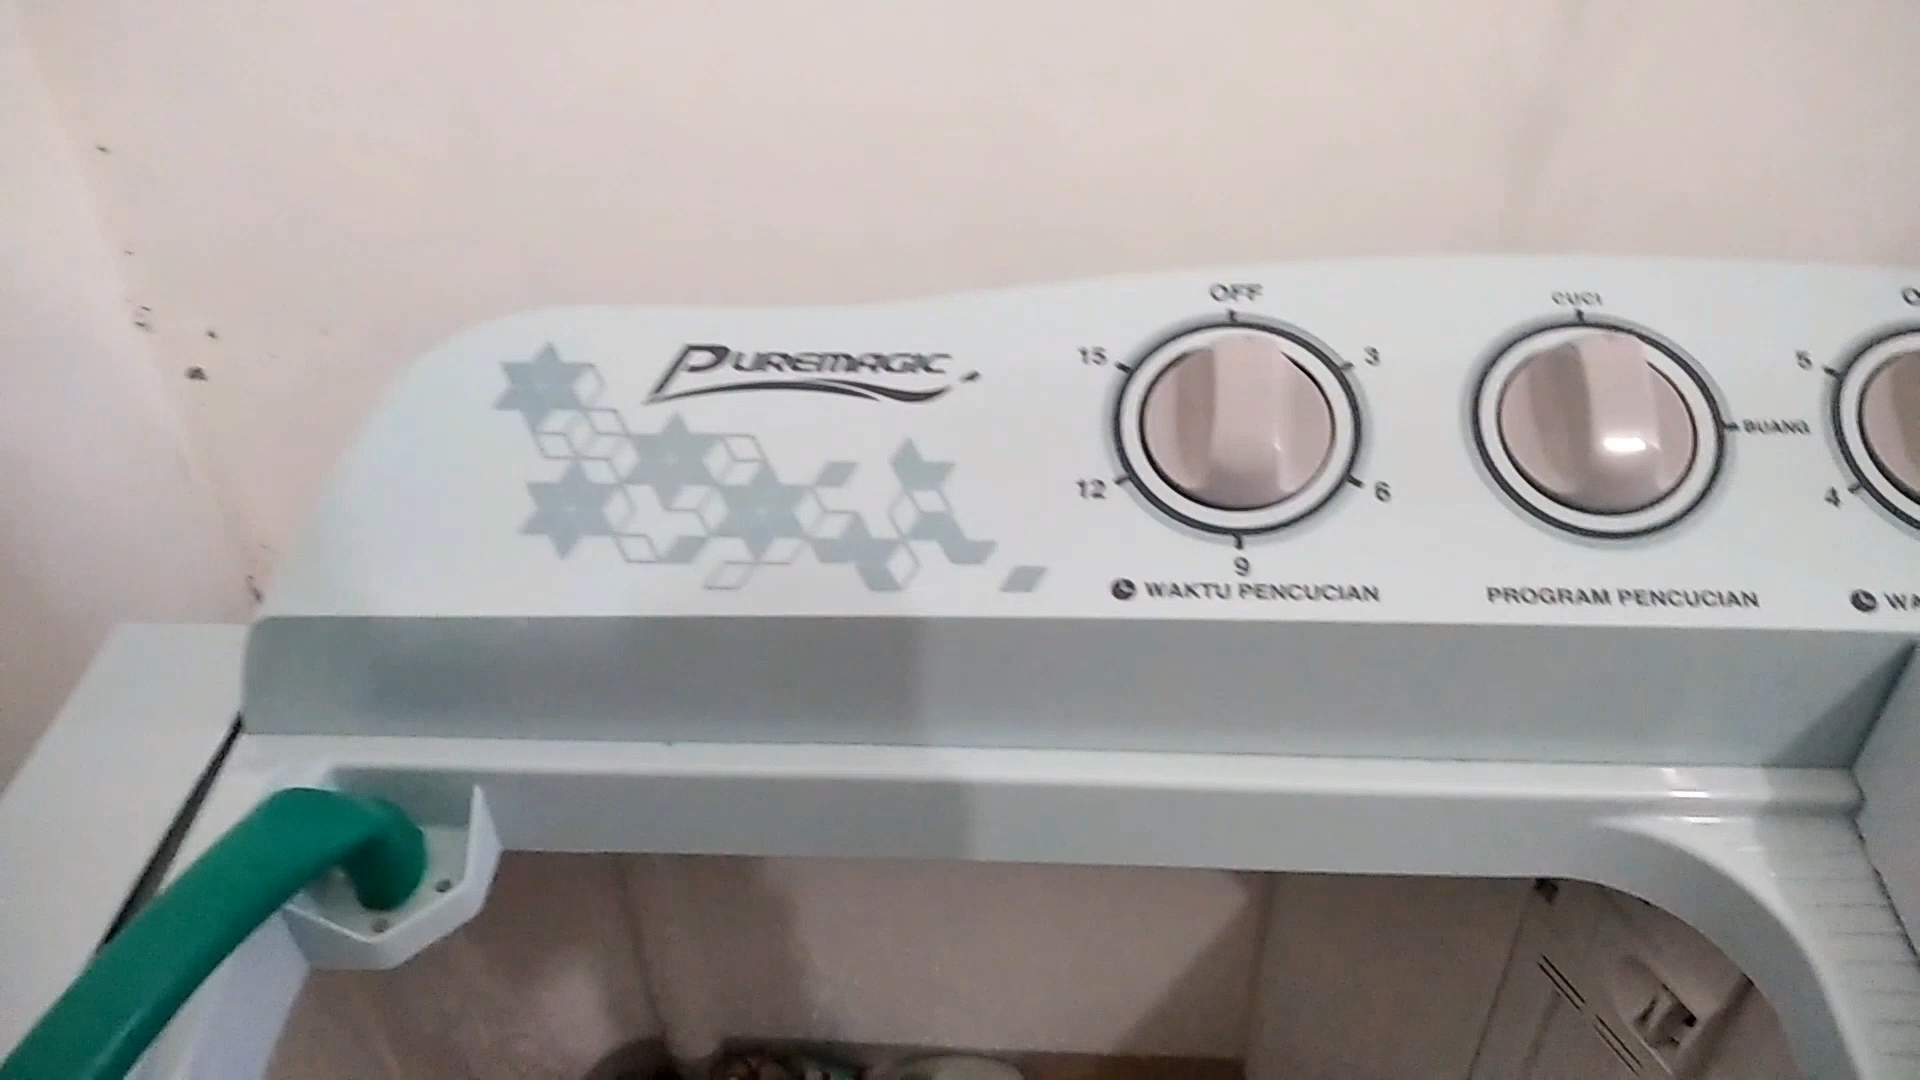 PUREMAGIC
OFF
15
3
12
6
9
WAKTU PENCUCIAN
CUCI
BUANG
PROGRAM PENCUCIAN
5
4